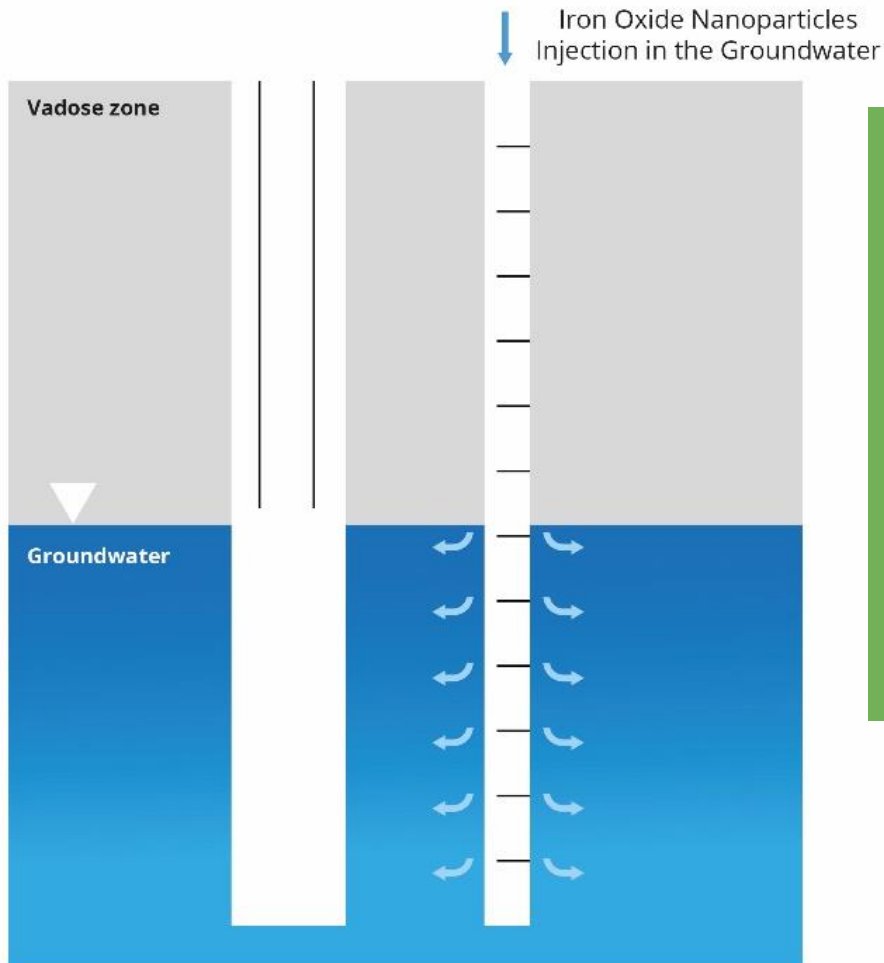 Iron Oxide Nanoparticles
Injection in the Groundwater
Vadose zone
Groundwater